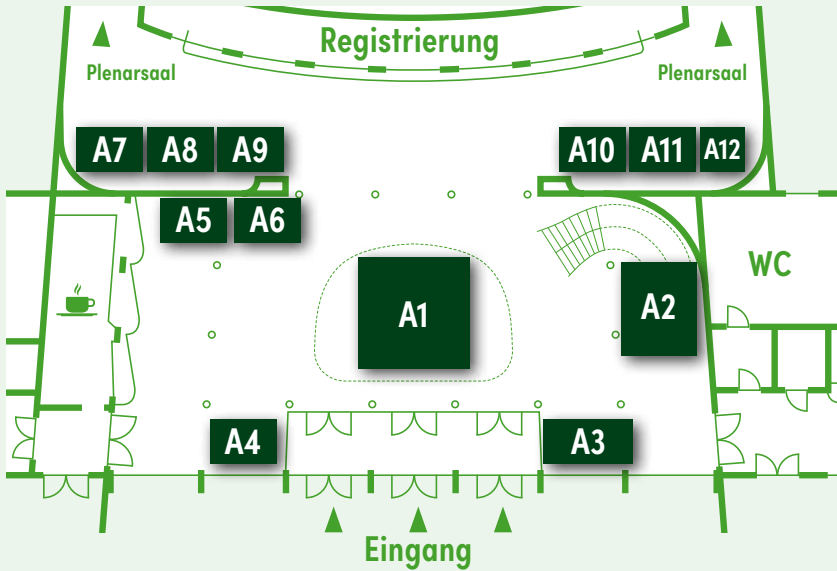 Registrierung
Plenarsaal
Plenarsaal
A7 A8 A9
A10 A11 A12
A5 A6
WC
A1
A2
A4
A3
Eingang